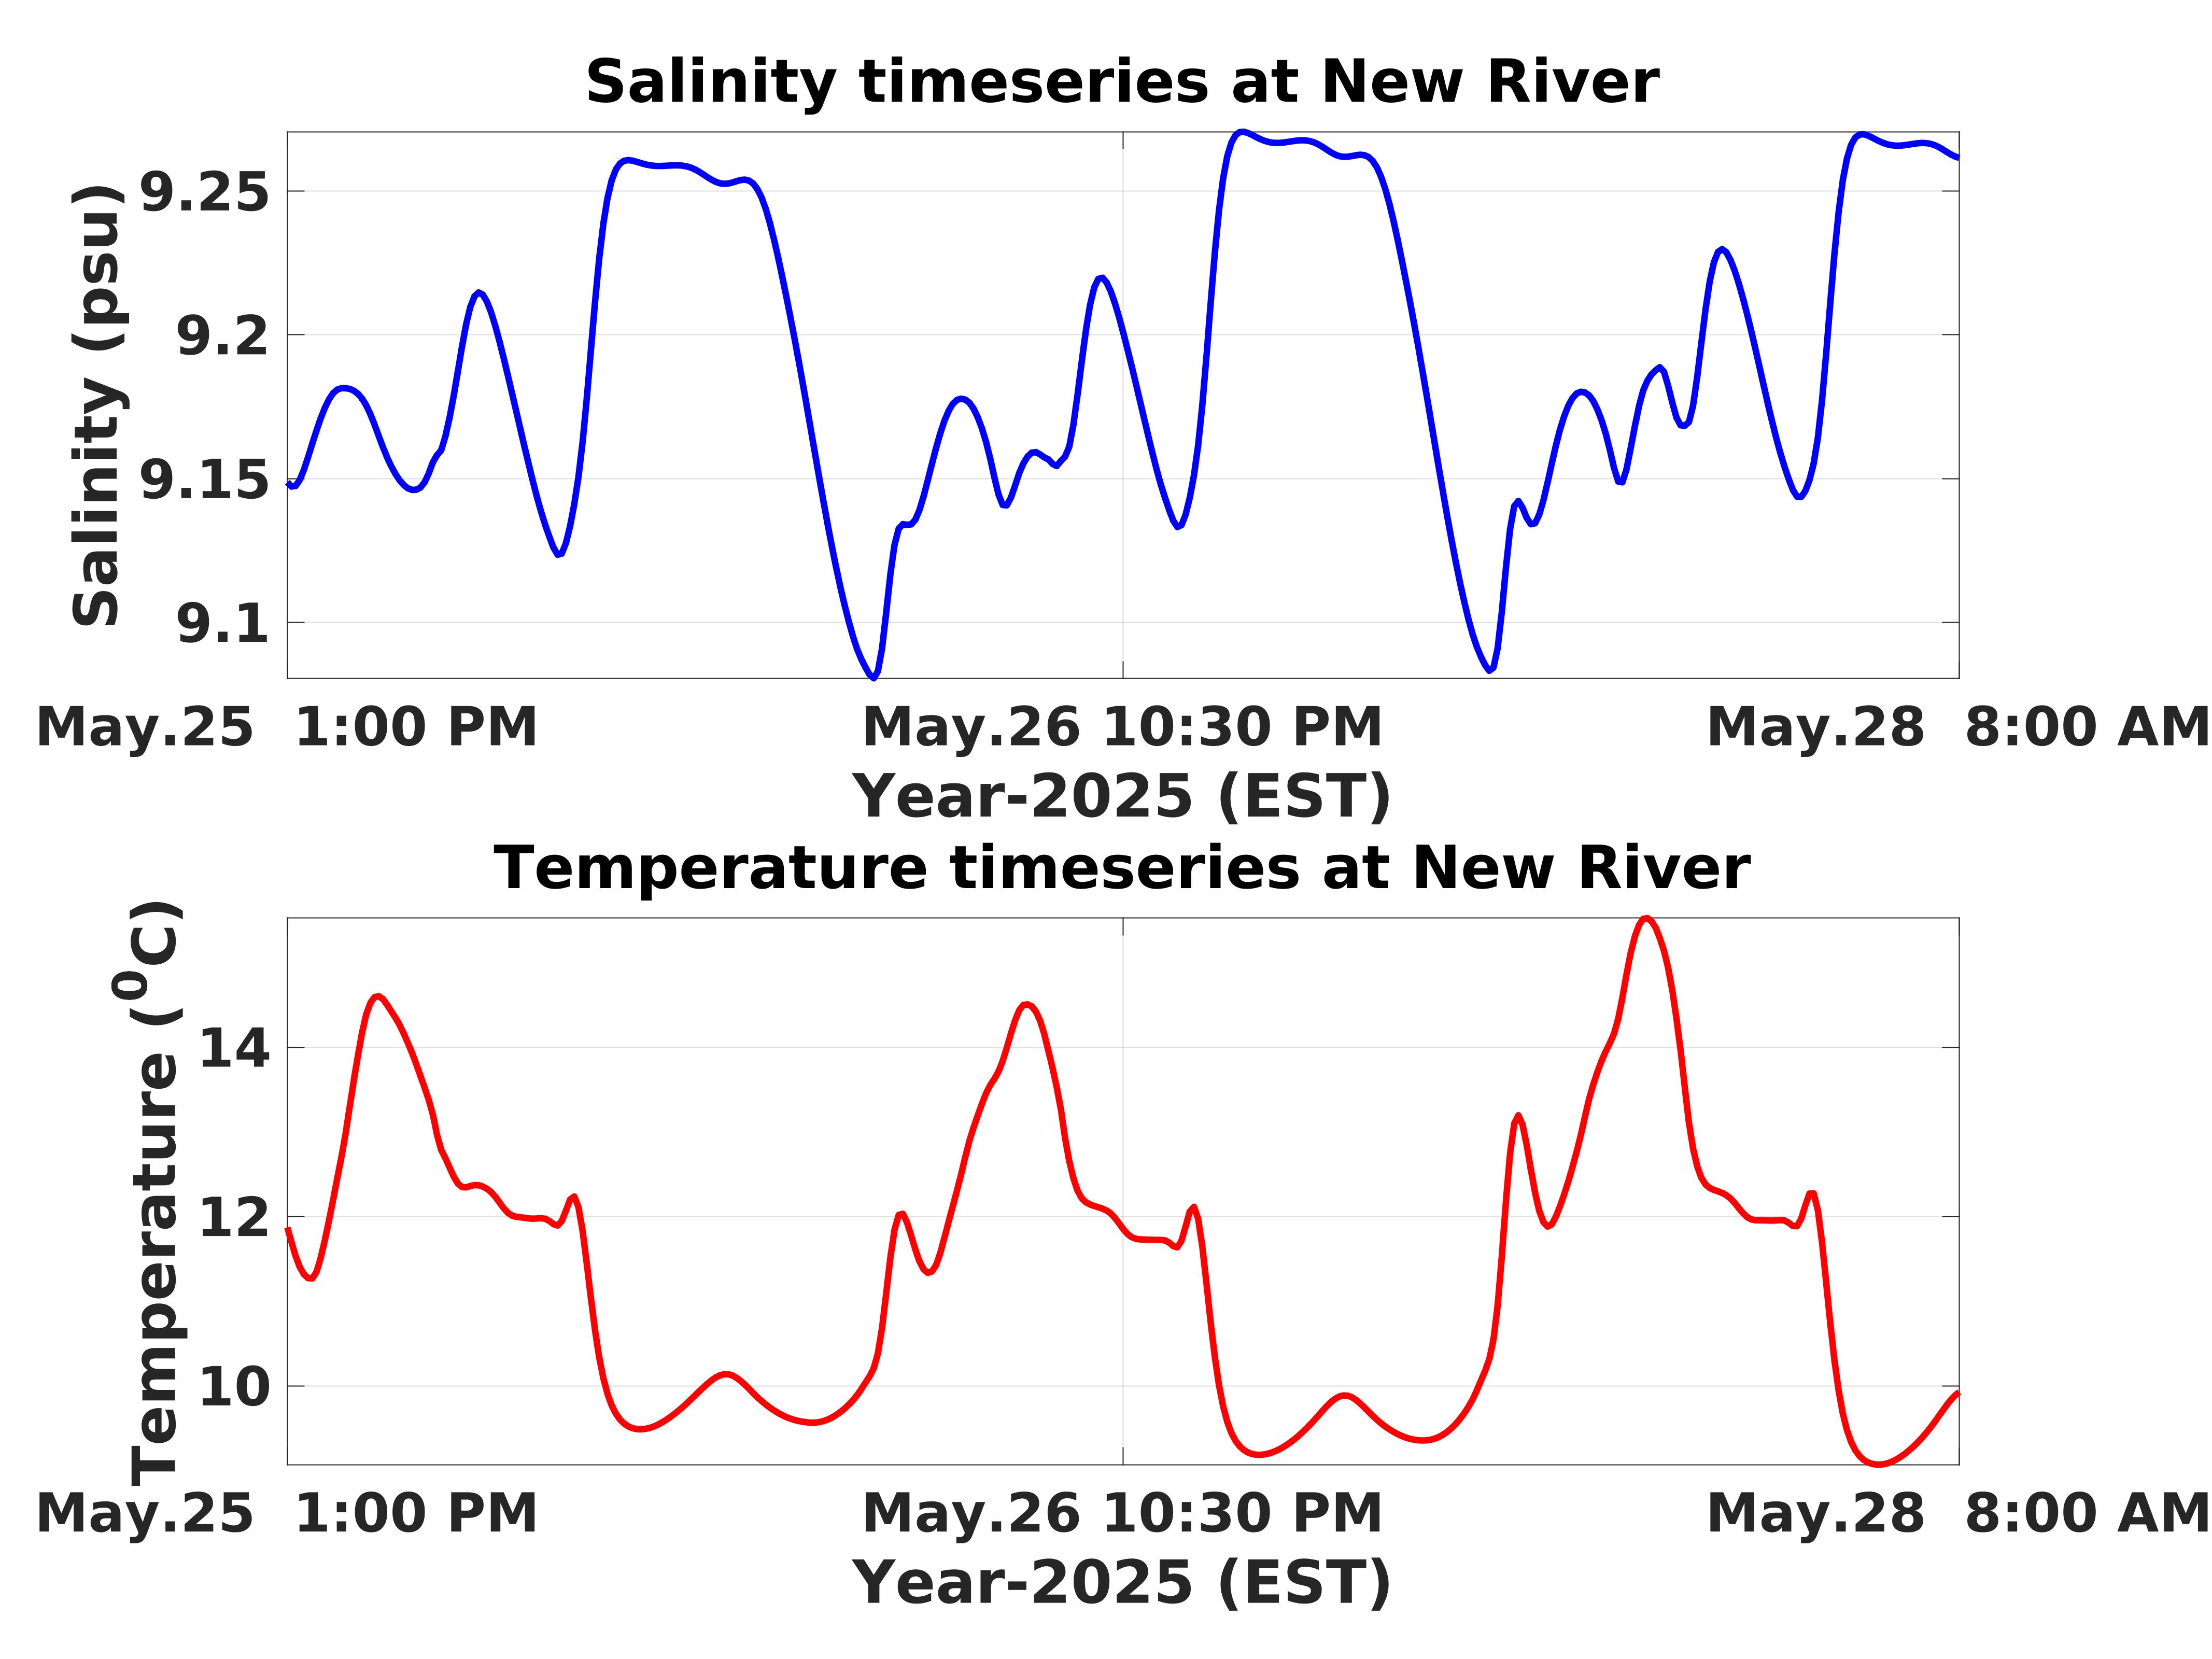 Salinity timeseries at New River
Salinity (psu)
9.25
9.2
9.15
9.1
May.25  1:00 PM
May.26 10:30 PM
May.28  8:00 AM
Year-2025 (EST)
Temperature timeseries at New River
Temperature (⁰C)
14
12
10
May.25  1:00 PM
May.26 10:30 PM
May.28  8:00 AM
Year-2025 (EST)